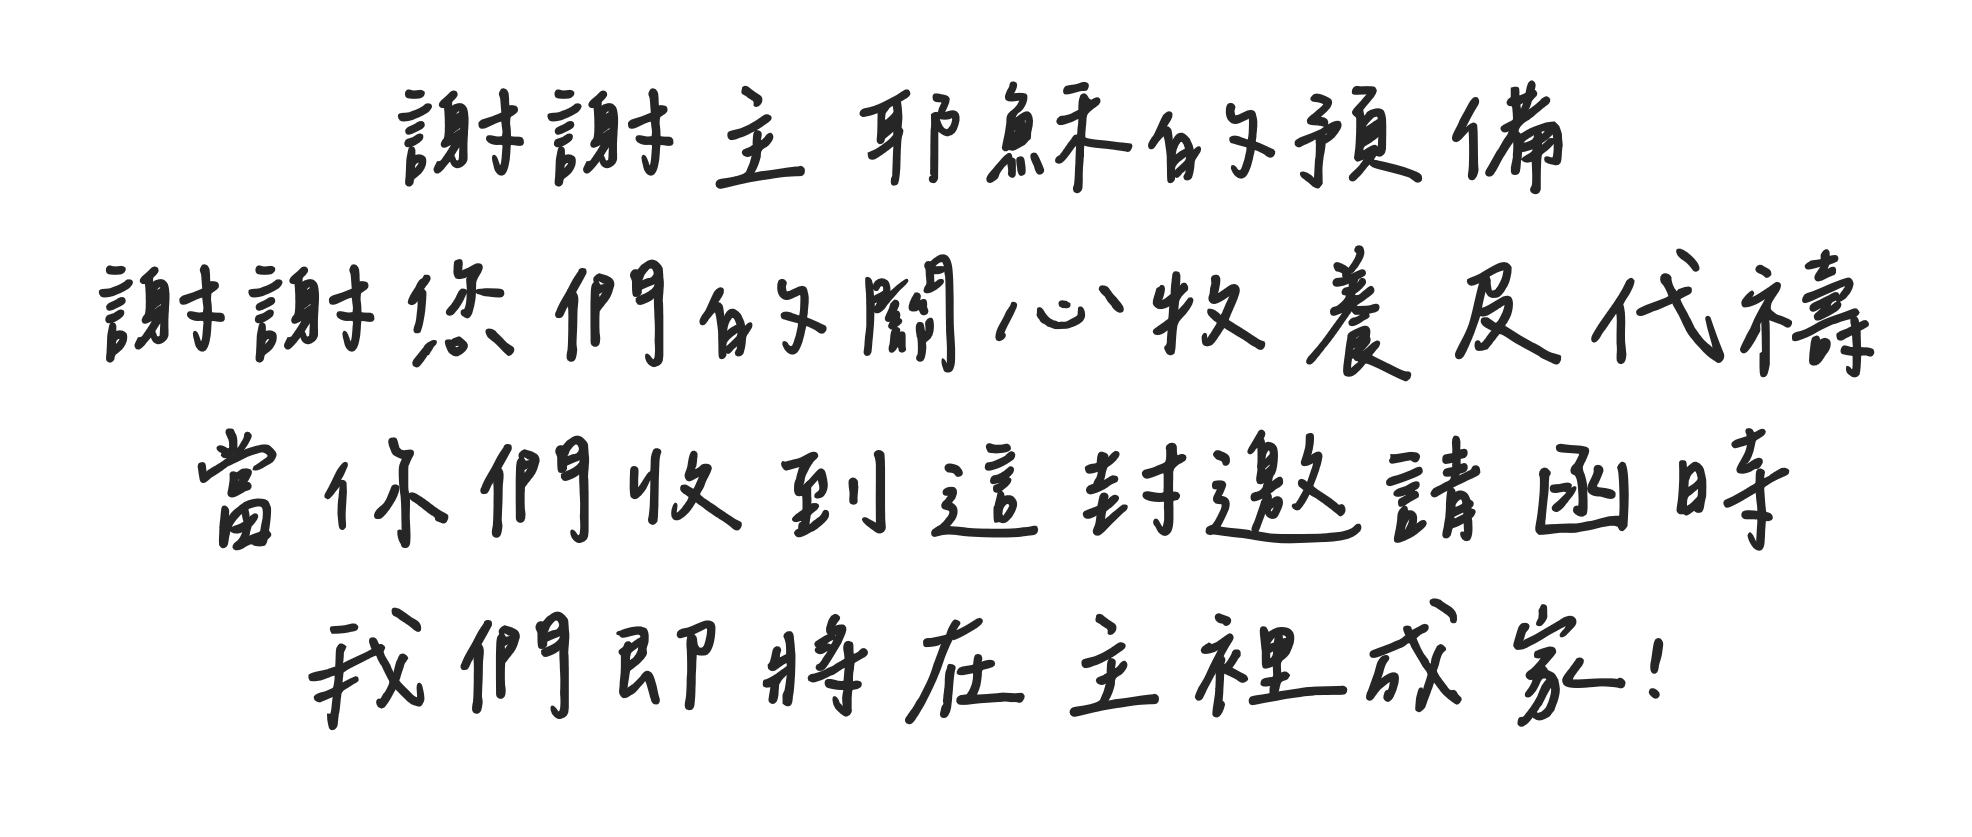 謝謝主耶穌的預備
謝謝您們的關心牧養及代禱
當你們收到這封邀請函時
我們即將在主裡成家!